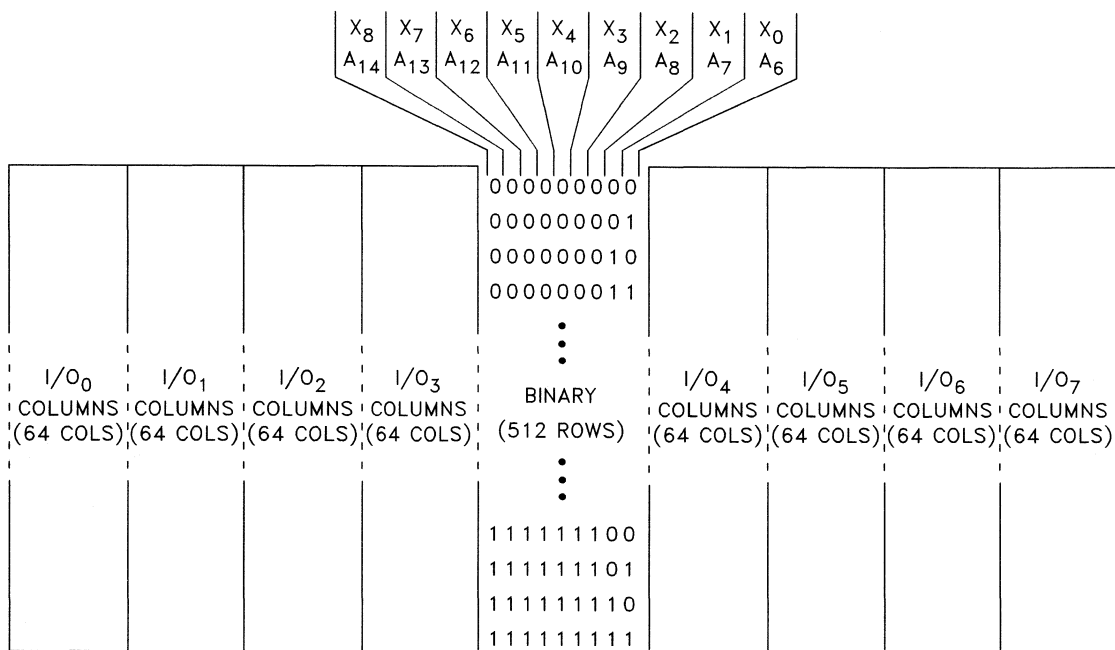 X8 X7 X6 X5 X4 X3 X2 X1 X0
A14 A13 A12 A11 A10 A9 A8 A7 A6
000000000
000000001
000000010
000000011
I/O0 I/O1 I/O2 I/O3 I/O4 I/O5 I/O6 I/O7
COLUMNS COLUMNS COLUMNS COLUMNS BINARY COLUMNS COLUMNS COLUMNS COLUMNS
(64 COLS) (64 COLS) (64 COLS) (64 COLS) (512 ROWS) (64 COLS) (64 COLS) (64 COLS) (64 COLS)
111111100
111111101
111111110
111111111